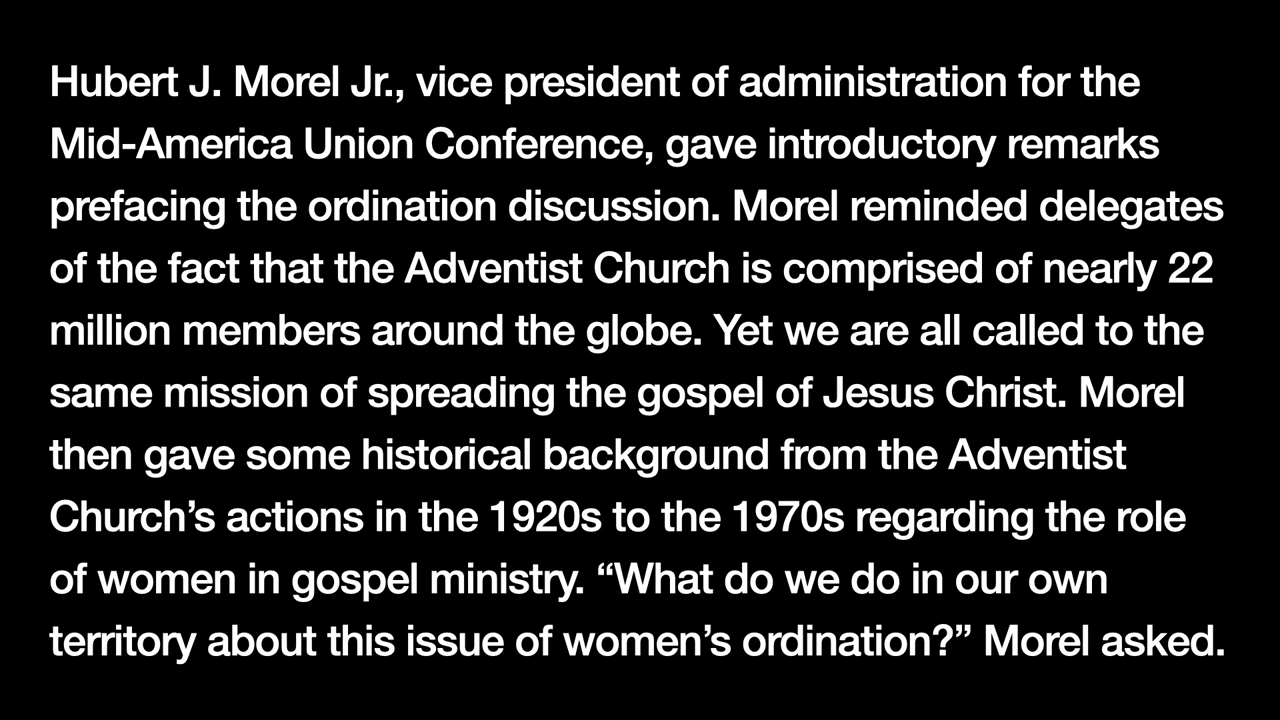 Hubert J. Morel Jr., vice president of administration for the
Mid-America Union Conference, gave introductory remarks
prefacing the ordination discussion. Morel reminded delegates
of the fact that the Adventist Church is comprised of nearly 22
million members around the globe. Yet we are all called to the
same mission of spreading the gospel of Jesus Christ. Morel
then gave some historical background from the Adventist
Church’s actions in the 1920s to the 1970s regarding the role
of women in gospel ministry. “What do we do in our own
territory about this issue of women’s ordination?” Morel asked.